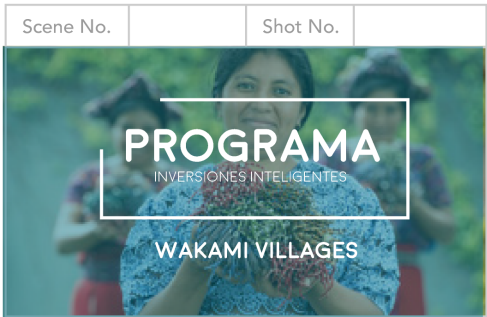 Scene No.
Shot No.
PROGRAMA
INVERSIONES INTELIGENTES
WAKAMI VILLAGES